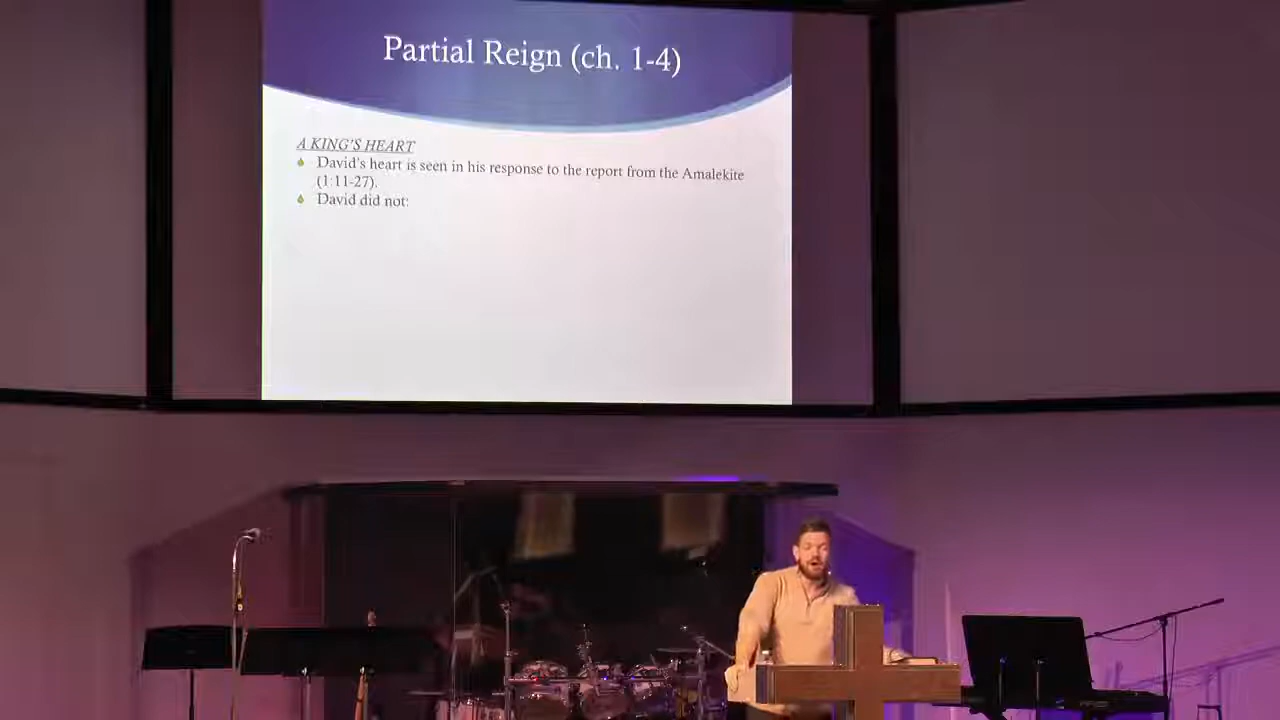 Partial Reign (ch. 1-4)
A KING'S HEART
David's heart is seen in his response to the report from the Amalekite
(1:11-27).
David did not: